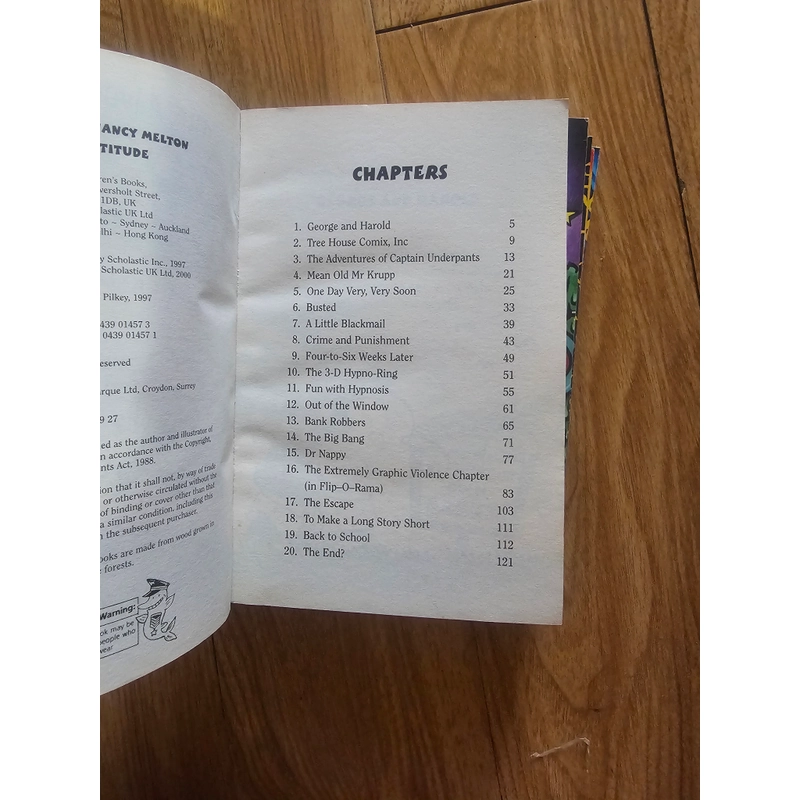 ANCY MELTON
TITUDE
ren's Books,
versholt Street,
1DB, UK
lastic UK Ltd
to ~ Sydney ~ Auckland
lhi ~ Hong Kong
y Scholastic Inc., 1997
Scholastic UK Ltd, 2000
Pilkey, 1997
439 01457 3
0439 01457 1
reserved
arque Ltd, Croydon, Surrey
9 27
ed as the author and illustrator of
n accordance with the Copyright,
nts Act, 1988.
tion that it shall not, by way of trade
or otherwise circulated without the
of binding or cover other than that
a similar condition, including this
n the subsequent purchaser.
ooks are made from wood grown in
e forests.
Warning:
ok may be
eople who
wear
CHAPTERS
1. George and Harold 5
2. Tree House Comix, Inc 9
3. The Adventures of Captain Underpants 13
4. Mean Old Mr Krupp 21
5. One Day Very, Very Soon 25
6. Busted 33
7. A Little Blackmail 39
8. Crime and Punishment 43
9. Four-to-Six Weeks Later 49
10. The 3-D Hypno-Ring 51
11. Fun with Hypnosis 55
12. Out of the Window 61
13. Bank Robbers 65
14. The Big Bang 71
15. Dr Nappy 77
16. The Extremely Graphic Violence Chapter
(in Flip–O–Rama) 83
17. The Escape 103
18. To Make a Long Story Short 111
19. Back to School 112
20. The End? 121